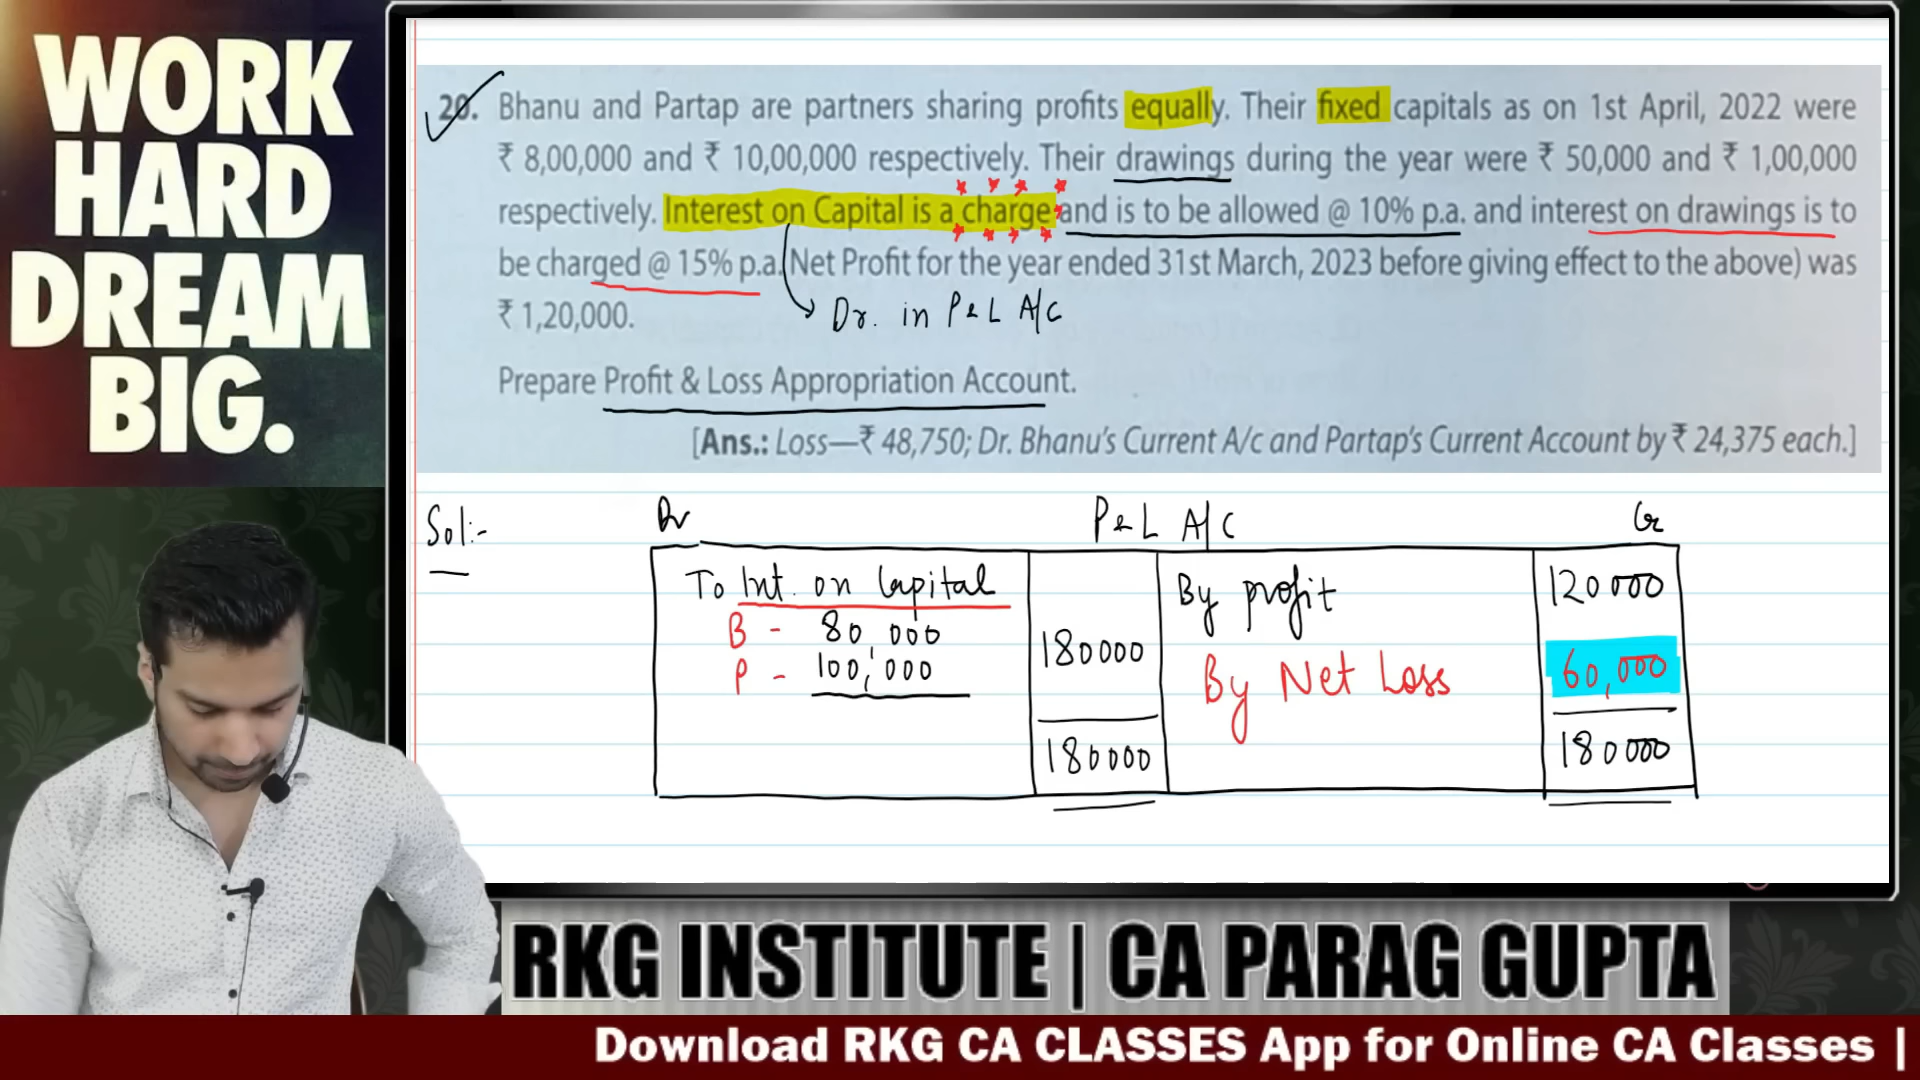 WORK
HARD
DREAM
BIG.
20. Bhanu and Partap are partners sharing profits equally. Their fixed capitals as on 1st April, 2022 were
₹ 8,00,000 and ₹ 10,00,000 respectively. Their drawings during the year were ₹ 50,000 and ₹ 1,00,000
respectively. Interest on Capital is a charge and is to be allowed @ 10% p.a. and interest on drawings is to
be charged @ 15% p.a. Net Profit for the year ended 31st March, 2023 before giving effect to the above) was
₹ 1,20,000.
Dr. in P&L A/C
Prepare Profit & Loss Appropriation Account.
[Ans.: Loss—₹ 48,750; Dr. Bhanu's Current A/c and Partap's Current Account by ₹ 24,375 each.]
Sol:-
Dr P&L A/C Cr
To Int. on Capital By profit 120000
B - 80,000
P - 100,000 180000 By Net Loss 60,000
180000 180000
RKG INSTITUTE | CA PARAG GUPTA
Download RKG CA CLASSES App for Online CA Classes |